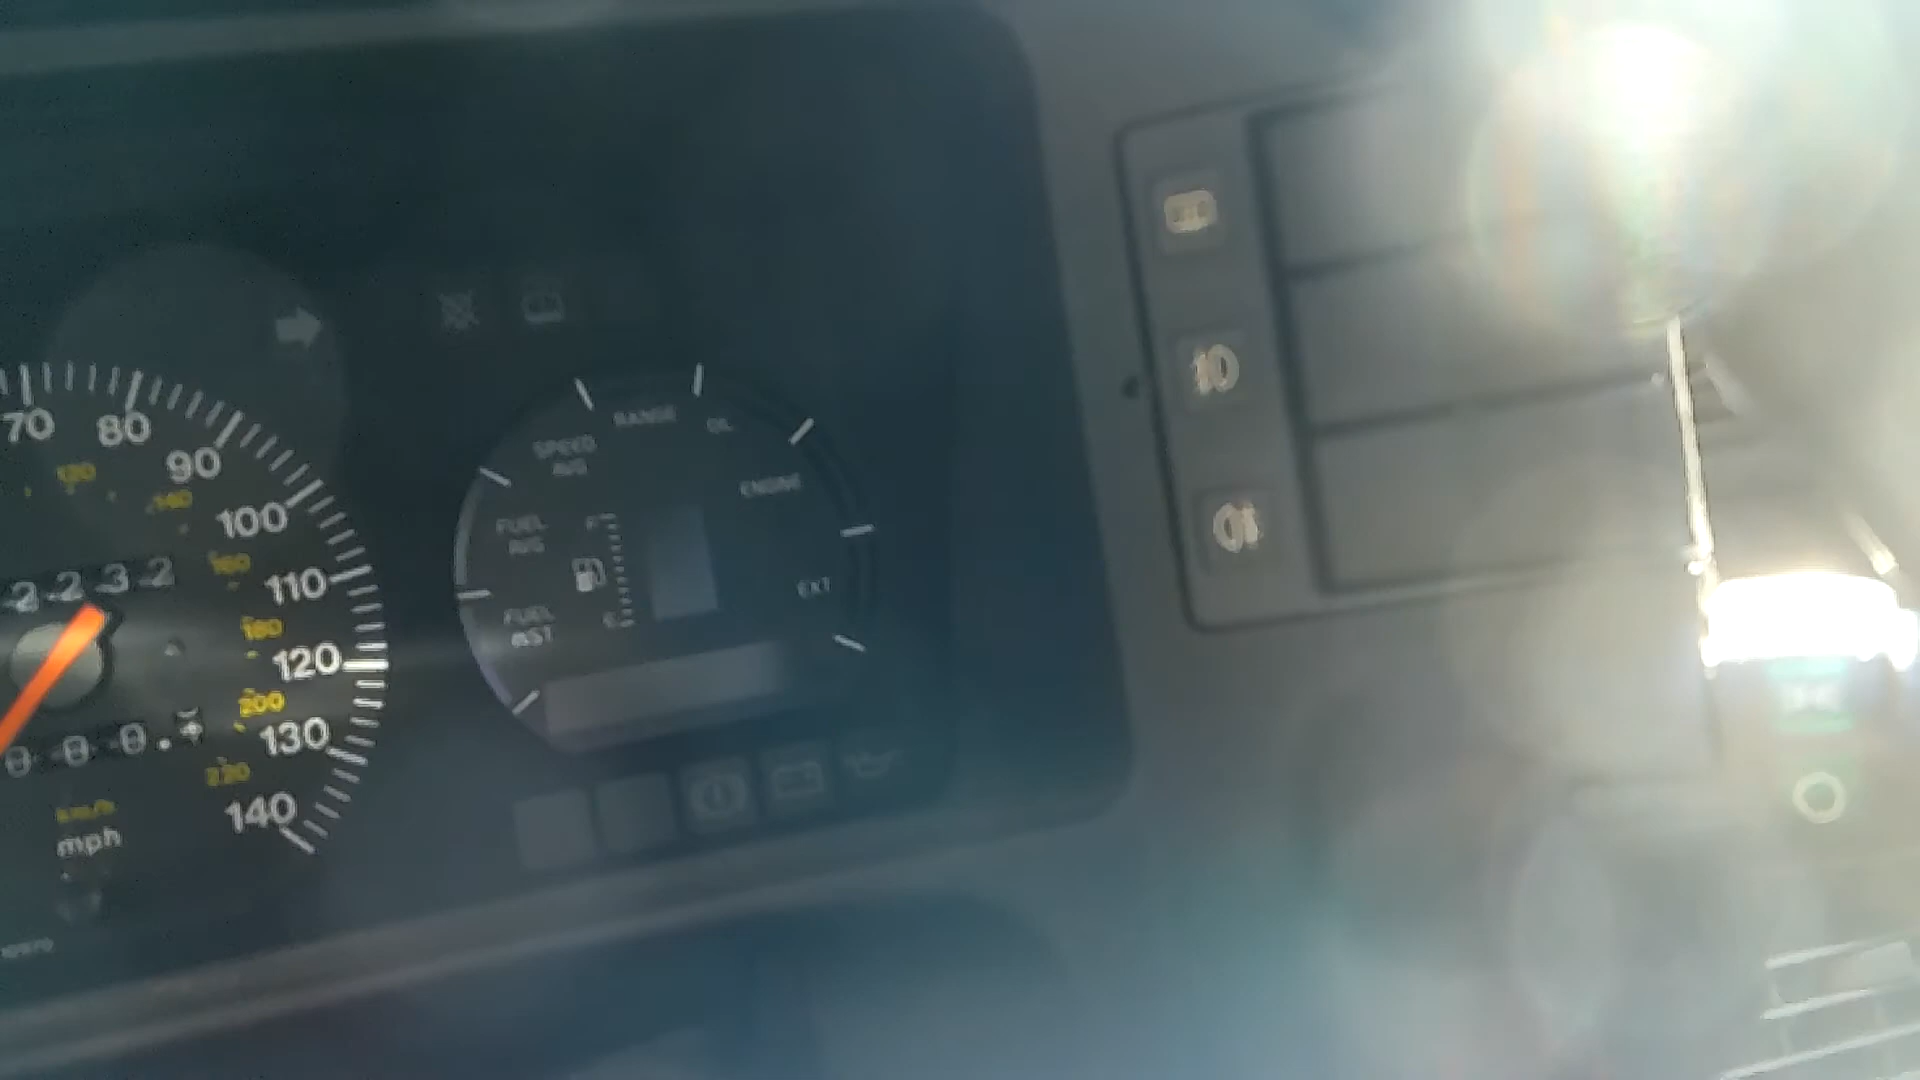 70
80
90
100
110
120
130
140
120
140
160
180
200
220
2232
km/h
mph
RANGE
OIL
SPEED
AVG
ENGINE
FUEL
AVG
F
EXT
FUEL
INST
E